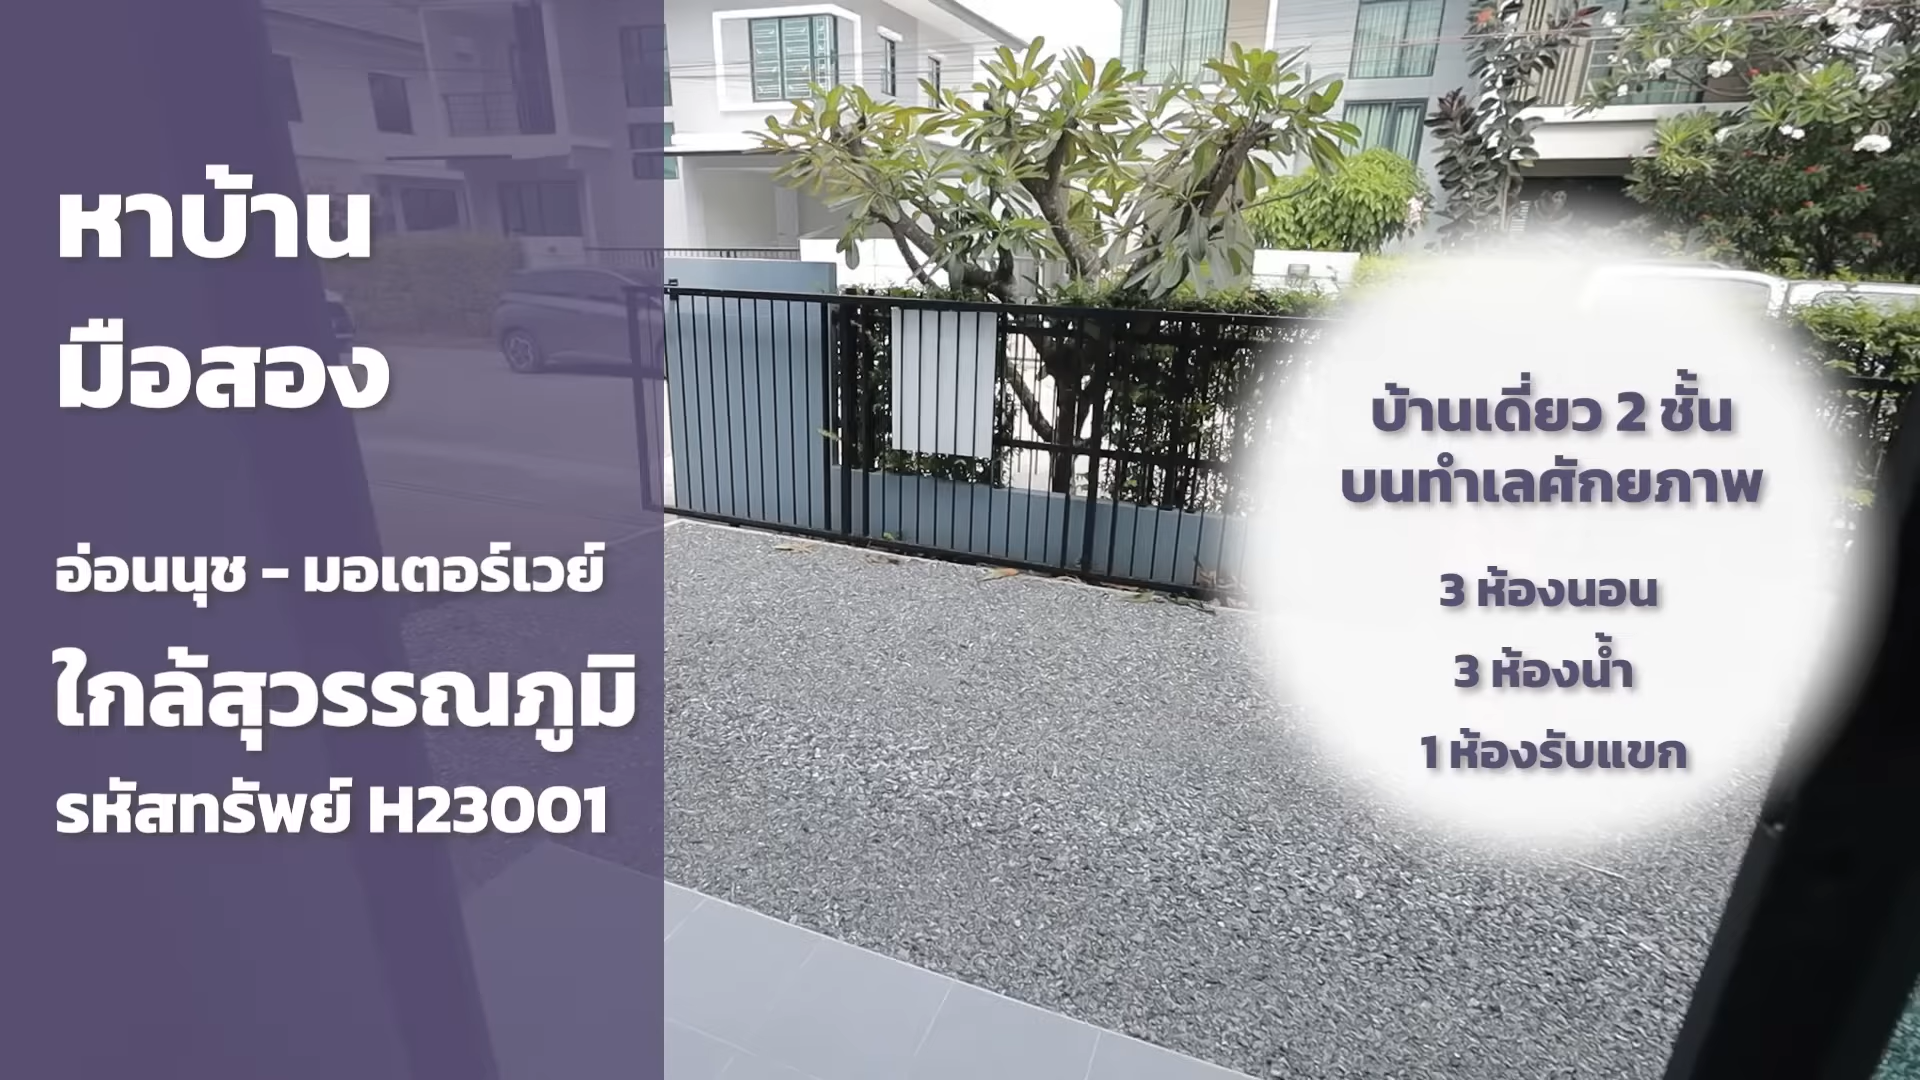 หาบ้าน
มือสอง
อ่อนนุช - มอเตอร์เวย์
ใกล้สุวรรณภูมิ
รหัสทรัพย์ H23001
บ้านเดี่ยว 2 ชั้น
บนทำเลศักยภาพ
3 ห้องนอน
3 ห้องน้ำ
1 ห้องรับแขก